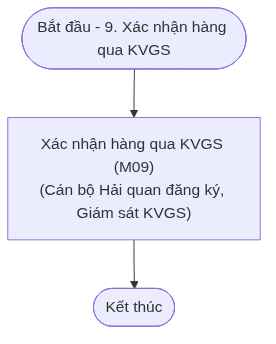 Bắt đầu - 9. Xác nhận hàng
qua KVGS
Xác nhận hàng qua KVGS
(M09)
(Cán bộ Hải quan đăng ký,
Giám sát KVGS)
Kết thúc